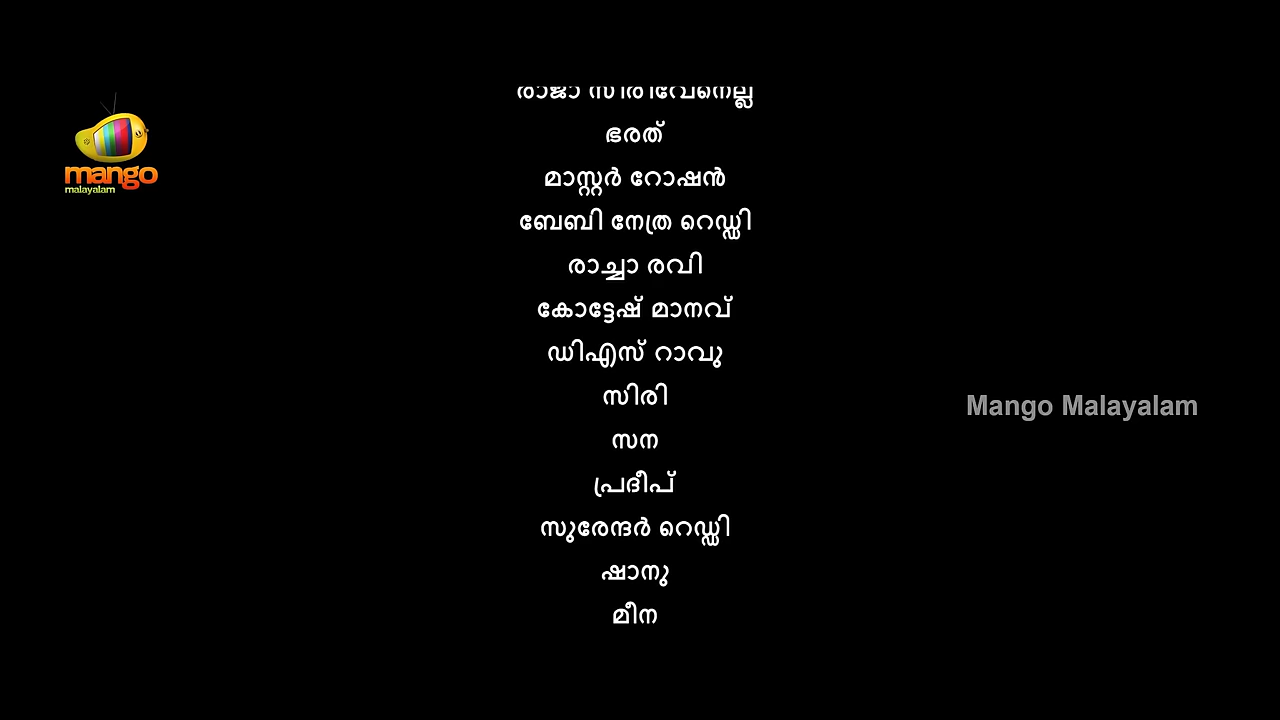 mango
malayalam
ഭരത്
മാസ്റ്റർ റോഷൻ
ബേബി നേത്ര റെഡ്ഡി
രാച്ചാ രവി
കോട്ടേഷ് മാനവ്
ഡിഎസ് റാവു
സിരി
സന
പ്രദീപ്
സുരേന്ദർ റെഡ്ഡി
ഷാനു
മീന
Mango Malayalam